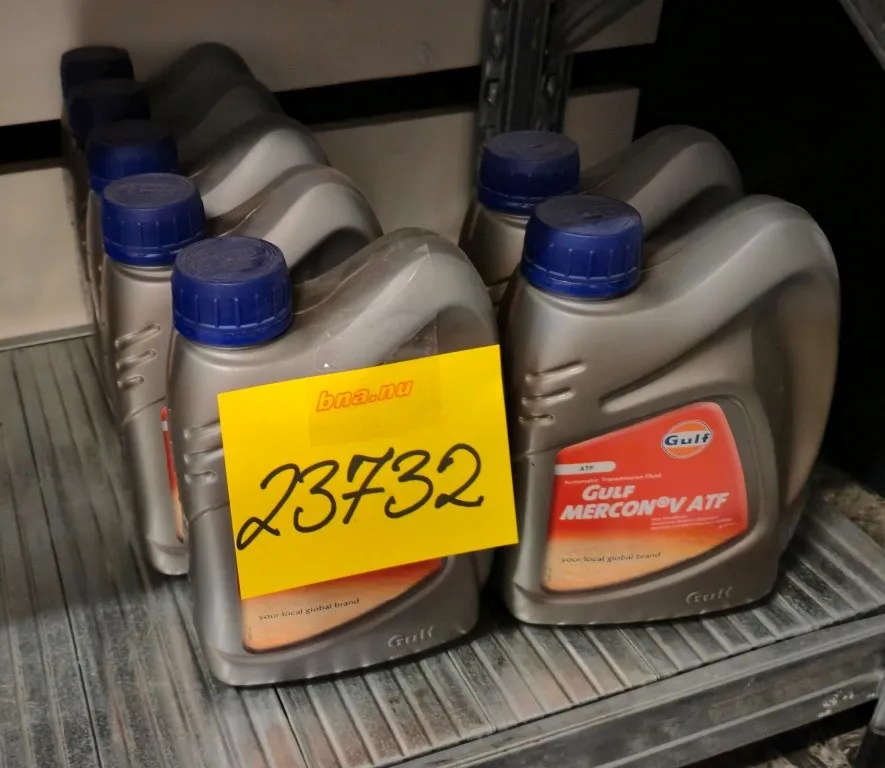 bna.nu
23732
your local global brand
Gulf
Gulf
ATF
Automatic Transmission Fluid
GULF
MERCON®V ATF
your local global brand
Gulf